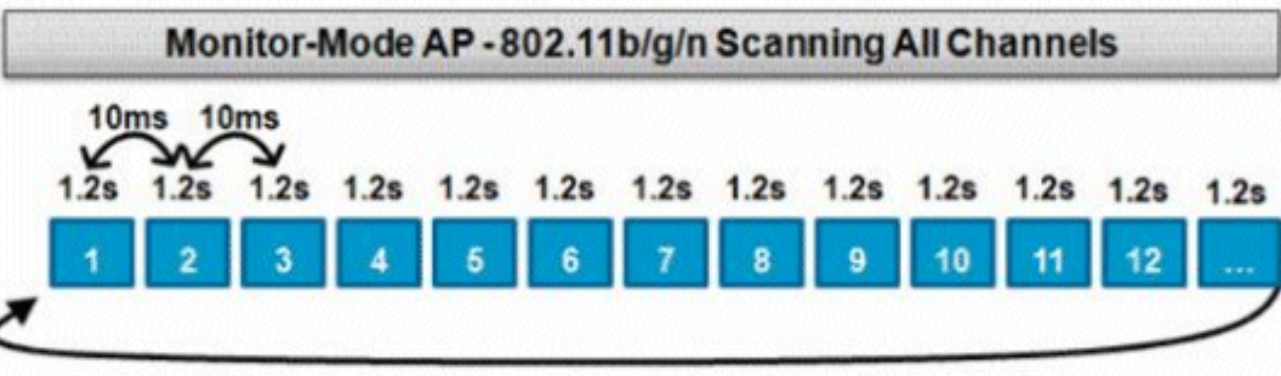 Monitor-Mode AP - 802.11b/g/n Scanning All Channels
10ms 10ms
1.2s 1.2s 1.2s 1.2s 1.2s 1.2s 1.2s 1.2s 1.2s 1.2s 1.2s 1.2s 1.2s
1 2 3 4 5 6 7 8 9 10 11 12 ...